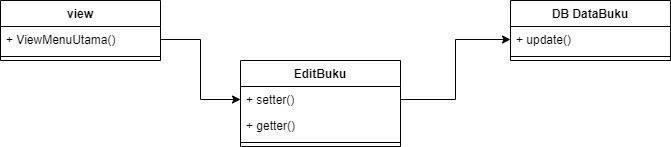 view
+ ViewMenuUtama()
EditBuku
+ setter()
+ getter()
DB DataBuku
+ update()